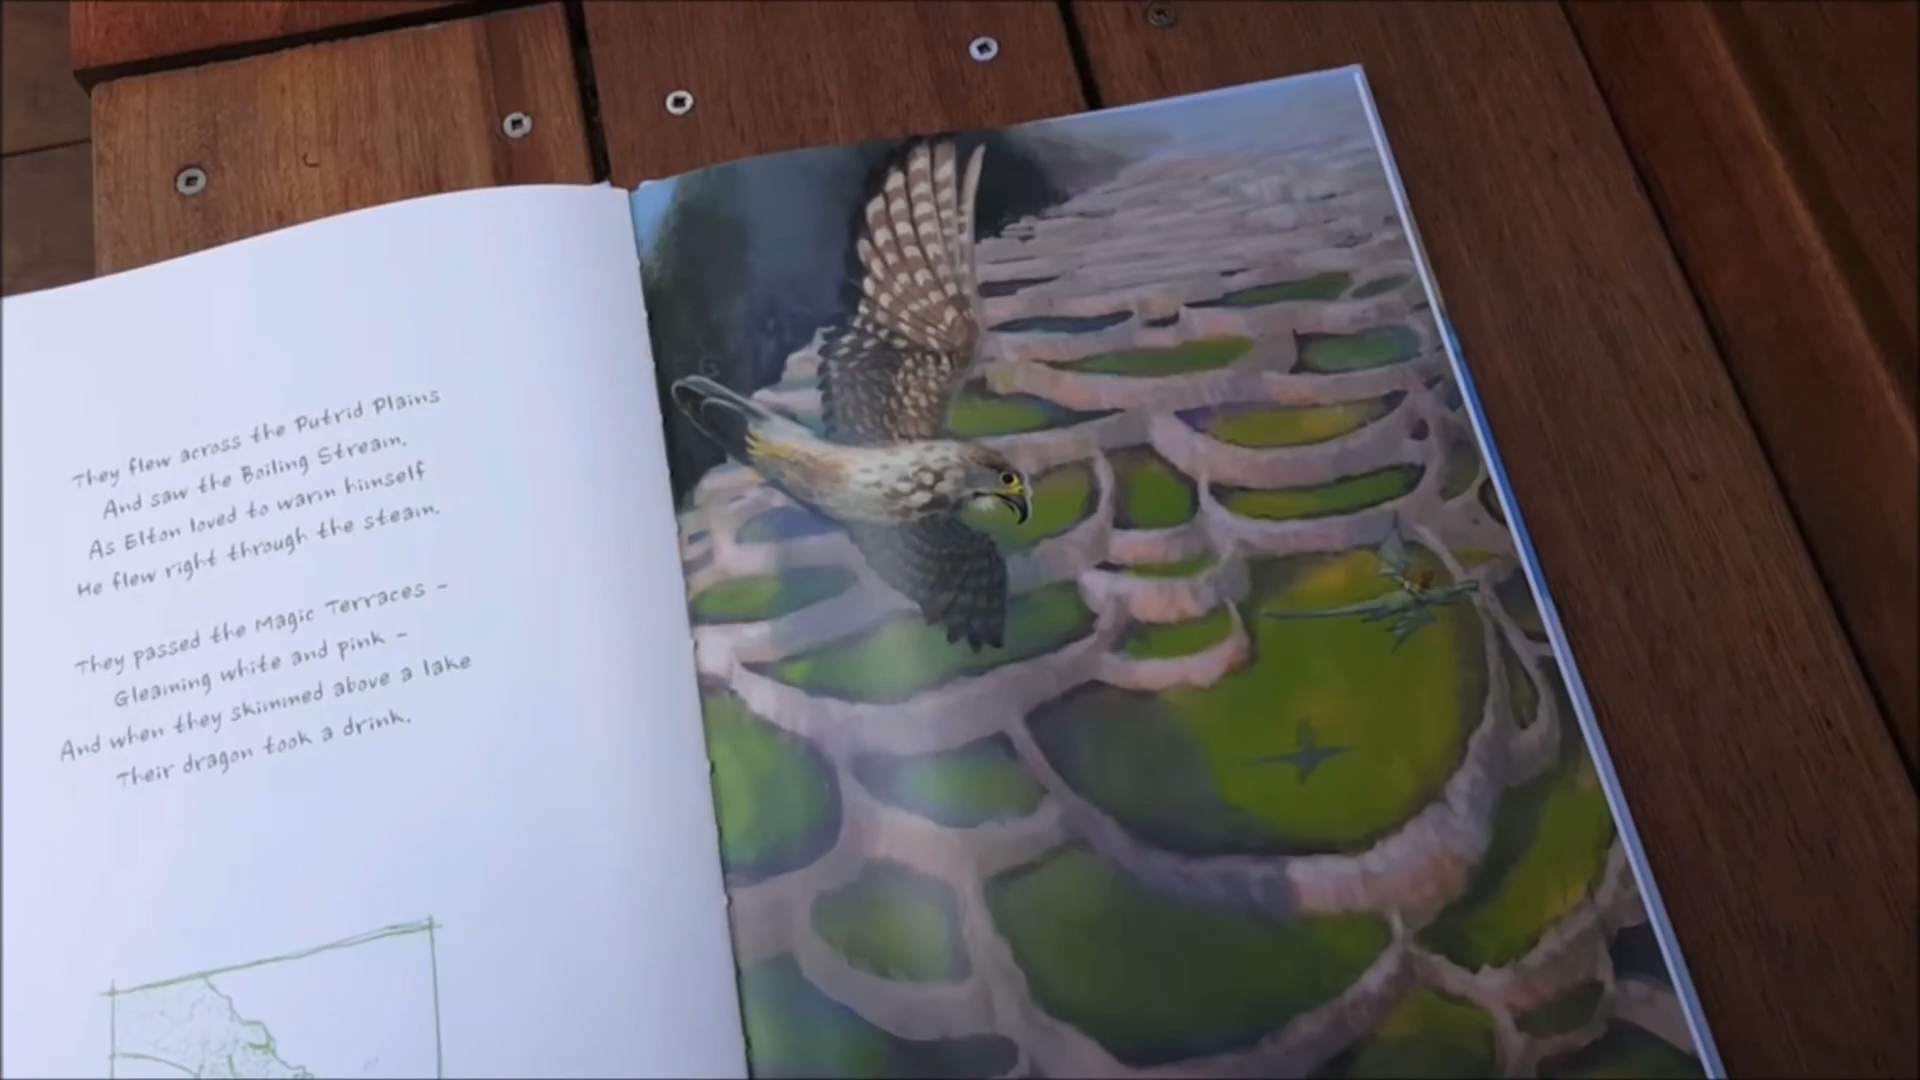 They flew across the Putrid Plains
And saw the Boiling Stream,
As Elton loved to warm himself
He flew right through the steam.
They passed the Magic Terraces –
Gleaming white and pink –
And when they skimmed above a lake
Their dragon took a drink.